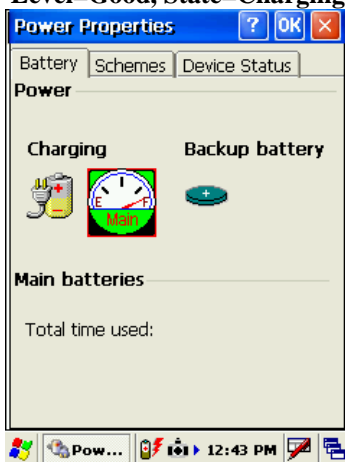 Level=Good, State=Charging
Power Properties ? OK X
Battery Schemes Device Status
Power
Charging Backup battery
E F
Main
Main batteries
Total time used:
Pow... 12:43 PM